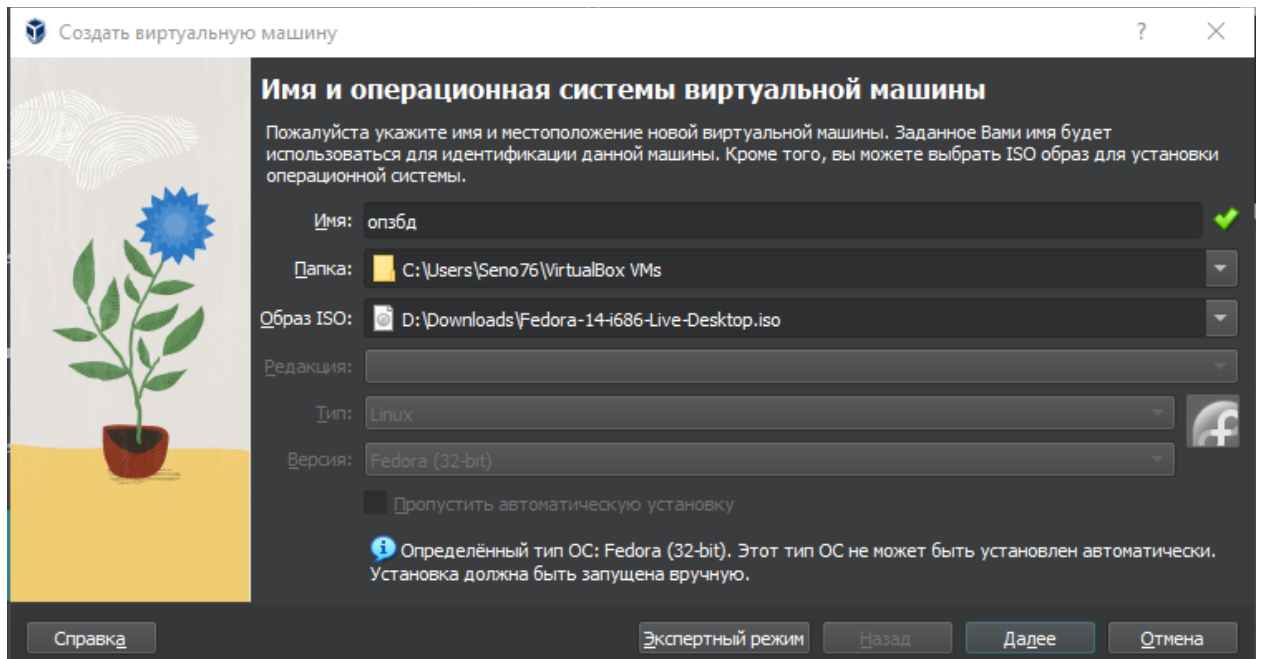 Создать виртуальную машину
?
Имя и операционная системы виртуальной машины
Пожалуйста укажите имя и местоположение новой виртуальной машины. Заданное Вами имя будет
использоваться для идентификации данной машины. Кроме того, вы можете выбрать ISO образ для установки
операционной системы.
Имя: опзбд
Папка: C:\Users\Seno76\VirtualBox VMs
Образ ISO: D:\Downloads\Fedora-14-i686-Live-Desktop.iso
Редакция:
Тип: Linux
Версия: Fedora (32-bit)
Пропустить автоматическую установку
Определённый тип ОС: Fedora (32-bit). Этот тип ОС не может быть установлен автоматически.
Установка должна быть запущена вручную.
Справка Экспертный режим Назад Далее Отмена